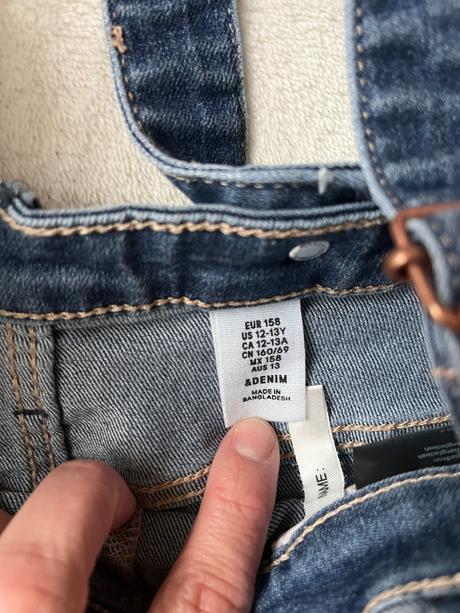 EUR 158
US 12-13Y
CA 12-13A
CN 160/69
MX 158
AUS 13
&DENIM
MADE IN
BANGLADESH
NAME: